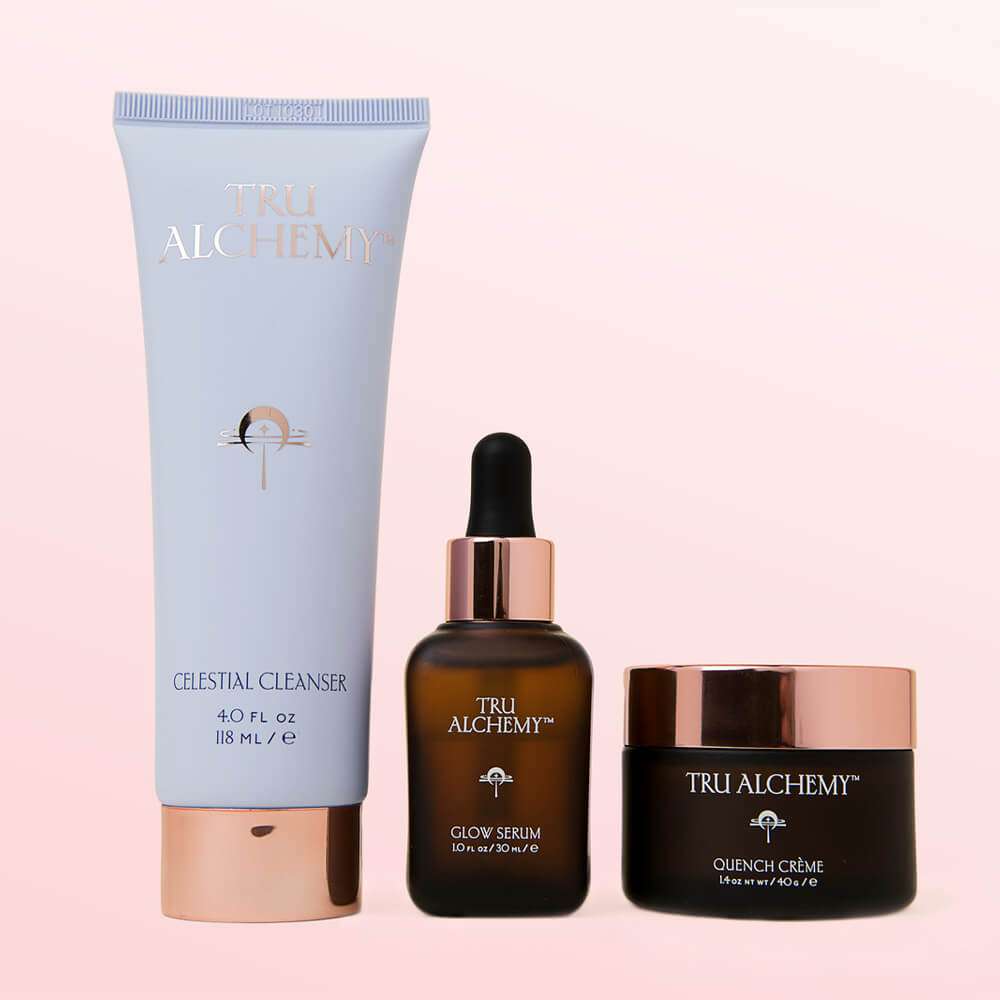 LOT10301
TRU
ALCHEMY™
CELESTIAL CLEANSER
4.0 FL OZ
118 ML / e
TRU
ALCHEMY™
GLOW SERUM
1.0 FL OZ / 30 ML / e
TRU ALCHEMY™
QUENCH CRÈME
1.4 OZ NT WT / 40 G / e